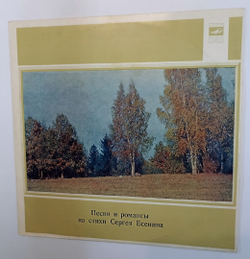 Песни и романсы
на стихи Сергея Есенина